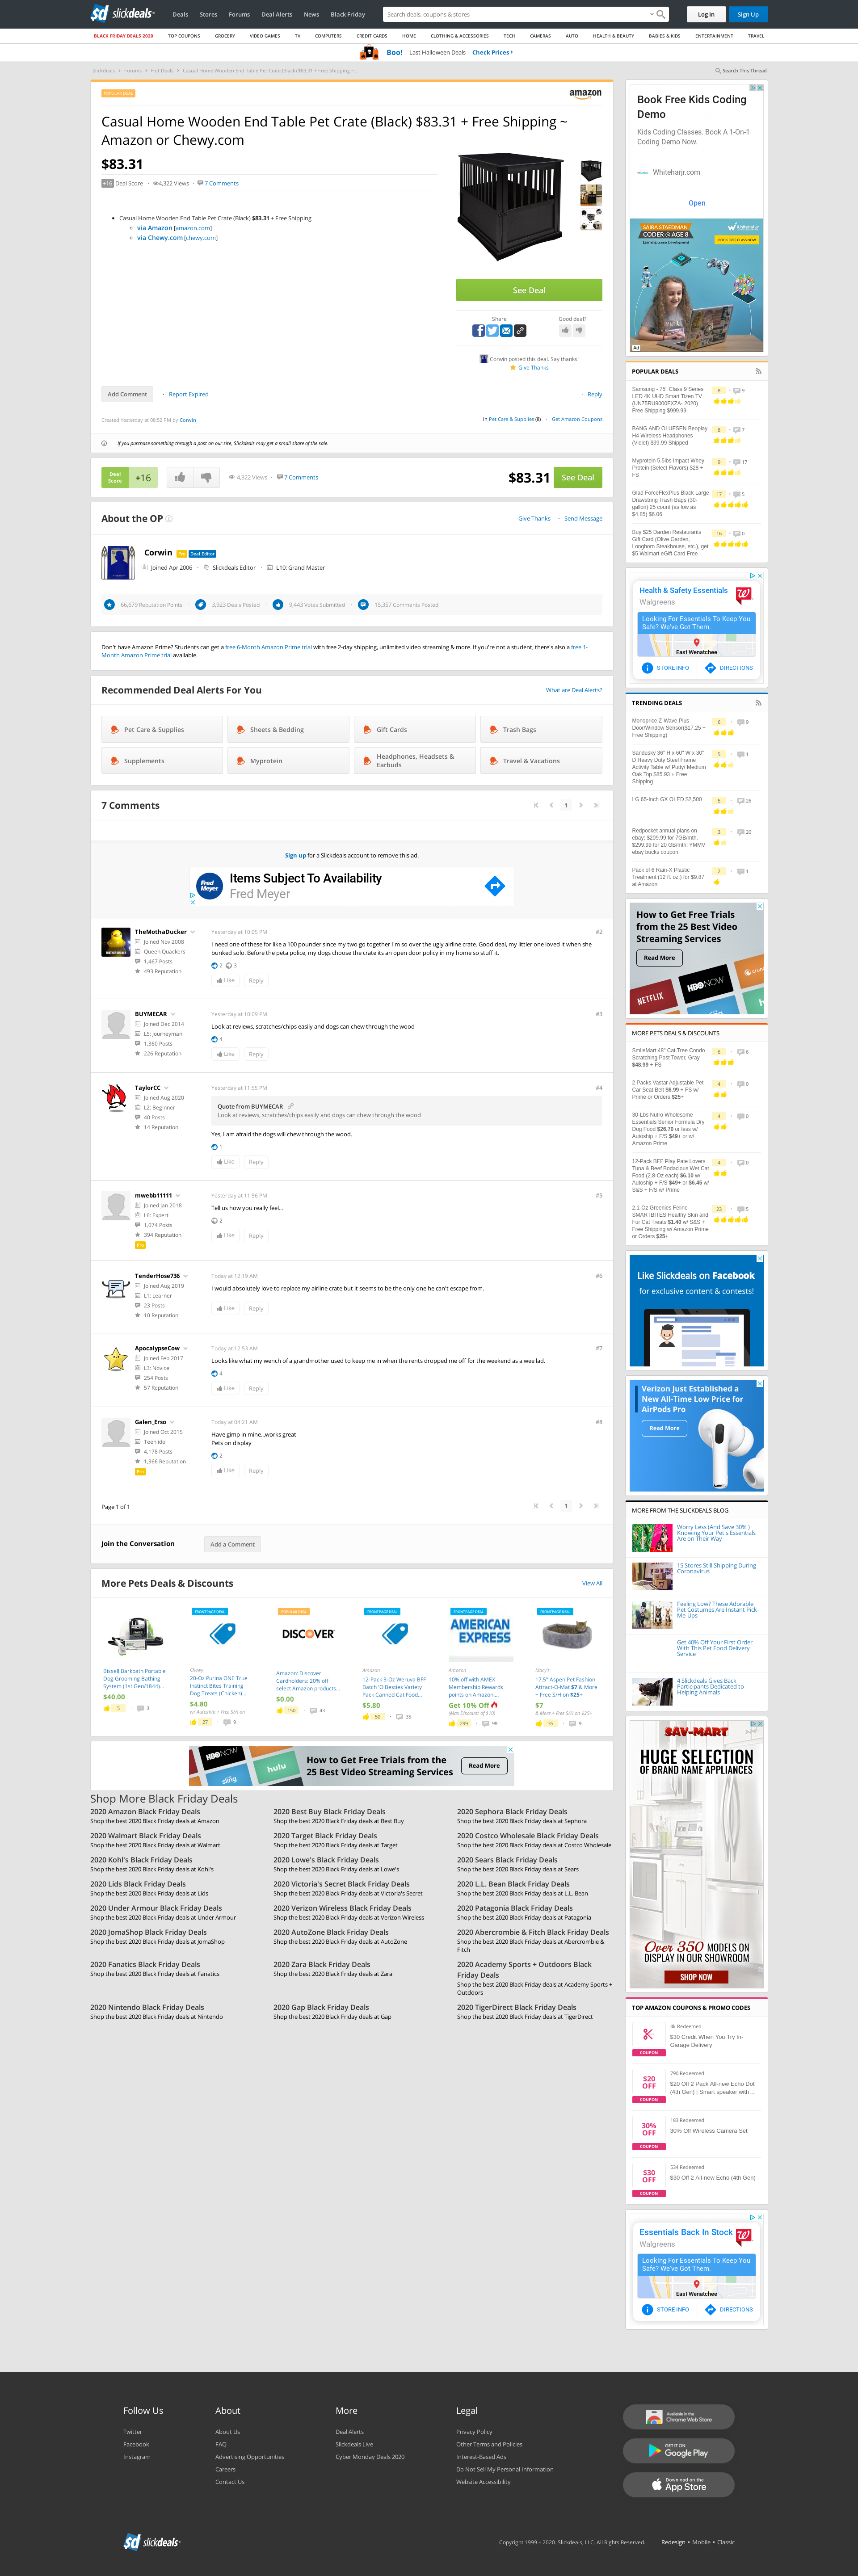 slickdeals
Deals Stores Forums Deal Alerts News Black Friday
Search deals, coupons & stores
Log In Sign Up
BLACK FRIDAY DEALS 2020 TOP COUPONS GROCERY VIDEO GAMES TV COMPUTERS CREDIT CARDS HOME CLOTHING & ACCESSORIES TECH CAMERAS AUTO HEALTH & BEAUTY BABIES & KIDS ENTERTAINMENT TRAVEL
Boo! Last Halloween Deals Check Prices ›
Slickdeals › Forums › Hot Deals › Casual Home Wooden End Table Pet Crate (Black) $83.31 + Free Shipping ~...
Search This Thread
POPULAR DEAL
amazon
Casual Home Wooden End Table Pet Crate (Black) $83.31 + Free Shipping ~
Amazon or Chewy.com
$83.31
+16 Deal Score 4,322 Views 7 Comments
Casual Home Wooden End Table Pet Crate (Black) $83.31 + Free Shipping
via Amazon [amazon.com]
via Chewy.com [chewy.com]
See Deal
Share Good deal?
Corwin posted this deal. Say thanks!
Give Thanks
Add Comment Report Expired Reply
Created Yesterday at 08:52 PM by Corwin
in Pet Care & Supplies (8) Get Amazon Coupons
If you purchase something through a post on our site, Slickdeals may get a small share of the sale.
Deal Score +16 4,322 Views 7 Comments $83.31 See Deal
About the OP
Give Thanks Send Message
Corwin Pro Deal Editor
Joined Apr 2006 Slickdeals Editor L10: Grand Master
66,679 Reputation Points 3,923 Deals Posted 9,443 Votes Submitted 15,357 Comments Posted
Don't have Amazon Prime? Students can get a free 6-Month Amazon Prime trial with free 2-day shipping, unlimited video streaming & more. If you're not a student, there's also a free 1-
Month Amazon Prime trial available.
Recommended Deal Alerts For You
What are Deal Alerts?
Pet Care & Supplies Sheets & Bedding Gift Cards Trash Bags
Supplements Myprotein Headphones, Headsets & Earbuds Travel & Vacations
7 Comments
1
Sign up for a Slickdeals account to remove this ad.
Fred Meyer
Items Subject To Availability
Fred Meyer
TheMothaDucker
Joined Nov 2008
Queen Quackers
1,467 Posts
493 Reputation
Yesterday at 10:05 PM #2
I need one of these for like a 100 pounder since my two go together I'm so over the ugly airline crate. Good deal, my littler one loved it when she
bunked solo. Before the peta police, my dogs choose the crate its an open door policy in my home so stuff it.
2 3
Like Reply
BUYMECAR
Joined Dec 2014
L5: Journeyman
1,360 Posts
226 Reputation
Yesterday at 10:09 PM #3
Look at reviews, scratches/chips easily and dogs can chew through the wood
4
Like Reply
TaylorCC
Joined Aug 2020
L2: Beginner
40 Posts
14 Reputation
Yesterday at 11:55 PM #4
Quote from BUYMECAR
Look at reviews, scratches/chips easily and dogs can chew through the wood
Yes, I am afraid the dogs will chew through the wood.
1
Like Reply
mwebb11111
Joined Jan 2018
L6: Expert
1,074 Posts
394 Reputation
Pro
Yesterday at 11:56 PM #5
Tell us how you really feel...
2
Like Reply
TenderHose736
Joined Aug 2019
L1: Learner
23 Posts
10 Reputation
Today at 12:19 AM #6
I would absolutely love to replace my airline crate but it seems to be the only one he can't escape from.
Like Reply
ApocalypseCow
Joined Feb 2017
L3: Novice
254 Posts
57 Reputation
Today at 12:53 AM #7
Looks like what my wench of a grandmother used to keep me in when the rents dropped me off for the weekend as a wee lad.
4
Like Reply
Galen_Erso
Joined Oct 2015
Teen idol
4,178 Posts
1,366 Reputation
Pro
Today at 04:21 AM #8
Have gimp in mine...works great
Pets on display
2
Like Reply
Page 1 of 1
1
Join the Conversation Add a Comment
More Pets Deals & Discounts
View All
Bissell Barkbath Portable
Dog Grooming Bathing
System (1st Gen/1844)...
$40.00
5 3
FRONTPAGE DEAL
Chewy
20-Oz Purina ONE True
Instinct Bites Training
Dog Treats (Chicken)...
$4.80
w/ Autoship + Free S/H on
27 9
POPULAR DEAL
DISCOVER
Amazon: Discover
Cardholders: 20% off
select Amazon products...
$0.00
150 43
FRONTPAGE DEAL
Amazon
12-Pack 3-Oz Weruva BFF
Batch 'O Besties Variety
Pack Canned Cat Food...
$5.80
50 35
FRONTPAGE DEAL
AMERICAN EXPRESS
Amazon
10% off with AMEX
Membership Rewards
points on Amazon....
Get 10% Off
(Max Discount of $10)
299 98
FRONTPAGE DEAL
Macy's
17.5" Aspen Pet Fashion
Attract-O-Mat $7 & More
+ Free S/H on $25+
$7
& More + Free S/H on $25+
35 9
How to Get Free Trials from the
25 Best Video Streaming Services
Read More
Shop More Black Friday Deals
2020 Amazon Black Friday Deals 2020 Best Buy Black Friday Deals 2020 Sephora Black Friday Deals
Shop the best 2020 Black Friday deals at Amazon Shop the best 2020 Black Friday deals at Best Buy Shop the best 2020 Black Friday deals at Sephora
2020 Walmart Black Friday Deals 2020 Target Black Friday Deals 2020 Costco Wholesale Black Friday Deals
Shop the best 2020 Black Friday deals at Walmart Shop the best 2020 Black Friday deals at Target Shop the best 2020 Black Friday deals at Costco Wholesale
2020 Kohl's Black Friday Deals 2020 Lowe's Black Friday Deals 2020 Sears Black Friday Deals
Shop the best 2020 Black Friday deals at Kohl's Shop the best 2020 Black Friday deals at Lowe's Shop the best 2020 Black Friday deals at Sears
2020 Lids Black Friday Deals 2020 Victoria's Secret Black Friday Deals 2020 L.L. Bean Black Friday Deals
Shop the best 2020 Black Friday deals at Lids Shop the best 2020 Black Friday deals at Victoria's Secret Shop the best 2020 Black Friday deals at L.L. Bean
2020 Under Armour Black Friday Deals 2020 Verizon Wireless Black Friday Deals 2020 Patagonia Black Friday Deals
Shop the best 2020 Black Friday deals at Under Armour Shop the best 2020 Black Friday deals at Verizon Wireless Shop the best 2020 Black Friday deals at Patagonia
2020 JomaShop Black Friday Deals 2020 AutoZone Black Friday Deals 2020 Abercrombie & Fitch Black Friday Deals
Shop the best 2020 Black Friday deals at JomaShop Shop the best 2020 Black Friday deals at AutoZone Shop the best 2020 Black Friday deals at Abercrombie & Fitch
2020 Fanatics Black Friday Deals 2020 Zara Black Friday Deals 2020 Academy Sports + Outdoors Black Friday Deals
Shop the best 2020 Black Friday deals at Fanatics Shop the best 2020 Black Friday deals at Zara Shop the best 2020 Black Friday deals at Academy Sports + Outdoors
2020 Nintendo Black Friday Deals 2020 Gap Black Friday Deals 2020 TigerDirect Black Friday Deals
Shop the best 2020 Black Friday deals at Nintendo Shop the best 2020 Black Friday deals at Gap Shop the best 2020 Black Friday deals at TigerDirect
Book Free Kids Coding
Demo
Kids Coding Classes. Book A 1-On-1
Coding Demo Now.
Whiteharjr.com
Open
SAIRA STAEDMAN
CODER @ AGE 8
BOOK FREE CLASS
Ad
POPULAR DEALS
Samsung - 75" Class 9 Series
LED 4K UHD Smart Tizen TV
(UN75RU9000FXZA- 2020)
Free Shipping $999.99
8 9
BANG AND OLUFSEN Beoplay
H4 Wireless Headphones
(Violet) $99.99 Shipped
8 7
Myprotein 5.5lbs Impact Whey
Protein (Select Flavors) $28 +
FS
9 17
Glad ForceFlexPlus Black Large
Drawstring Trash Bags (30-
gallon) 25 count (as low as
$4.85) $6.06
17 5
Buy $25 Darden Restaurants
Gift Card (Olive Garden,
Longhorn Steakhouse, etc.), get
$5 Walmart eGift Card Free
16 0
Health & Safety Essentials
Walgreens
Looking For Essentials To Keep You
Safe? We've Got Them.
East Wenatchee
STORE INFO DIRECTIONS
TRENDING DEALS
Monoprice Z-Wave Plus
Door/Window Sensor($17.25 +
Free Shipping)
6 9
Sandusky 36" H x 60" W x 30"
D Heavy Duty Steel Frame
Activity Table w/ Putty/ Medium
Oak Top $85.93 + Free
Shipping
5 1
LG 65-Inch GX OLED $2,500
5 26
Redpocket annual plans on
ebay; $209.99 for 7GB/mth,
$299.99 for 20 GB/mth; YMMV
ebay bucks coupon
3 20
Pack of 6 Rain-X Plastic
Treatment (12 fl. oz.) for $9.87
at Amazon
2 1
How to Get Free Trials
from the 25 Best Video
Streaming Services
Read More
NETFLIX HBONOW hulu sling crunchyroll
MORE PETS DEALS & DISCOUNTS
SmileMart 48" Cat Tree Condo
Scratching Post Tower, Gray
$48.99 + FS
6 6
2 Packs Vastar Adjustable Pet
Car Seat Belt $6.99 + FS w/
Prime or Orders $25+
4 0
30-Lbs Nutro Wholesome
Essentials Senior Formula Dry
Dog Food $26.70 or less w/
Autoship + F/S $49+ or w/
Amazon Prime
4 0
12-Pack BFF Play Pate Lovers
Tuna & Beef Bodacious Wet Cat
Food (2.8-Oz each) $6.10 w/
Autoship + F/S $49+ or $6.45 w/
S&S + F/S w/ Prime
4 0
2.1-Oz Greenies Feline
SMARTBITES Healthy Skin and
Fur Cat Treats $1.40 w/ S&S +
Free Shipping w/ Amazon Prime
or Orders $25+
23 5
Like Slickdeals on Facebook
for exclusive content & contests!
Verizon Just Established a
New All-Time Low Price for
AirPods Pro
Read More
MORE FROM THE SLICKDEALS BLOG
Worry Less (And Save 30% )
Knowing Your Pet's Essentials
Are on Their Way
15 Stores Still Shipping During
Coronavirus
Feeling Low? These Adorable
Pet Costumes Are Instant Pick-
Me-Ups
Get 40% Off Your First Order
With This Pet Food Delivery
Service
4 Slickdeals Gives Back
Participants Dedicated to
Helping Animals
SAV-MART
HUGE SELECTION
OF BRAND NAME APPLIANCES
Over 350 MODELS ON DISPLAY IN OUR SHOWROOM
SHOP NOW
TOP AMAZON COUPONS & PROMO CODES
4k Redeemed
$30 Credit When You Try In-
Garage Delivery
COUPON
799 Redeemed
$20 OFF
$20 Off 2 Pack All-new Echo Dot
(4th Gen) | Smart speaker with...
COUPON
183 Redeemed
30% OFF
30% Off Wireless Camera Set
COUPON
534 Redeemed
$30 OFF
$30 Off 2 All-new Echo (4th Gen)
COUPON
Essentials Back In Stock
Walgreens
Looking For Essentials To Keep You
Safe? We've Got Them.
East Wenatchee
STORE INFO DIRECTIONS
Follow Us About More Legal
Twitter About Us Deal Alerts Privacy Policy
Facebook FAQ Slickdeals Live Other Terms and Policies
Instagram Advertising Opportunities Cyber Monday Deals 2020 Interest-Based Ads
Careers Do Not Sell My Personal Information
Contact Us Website Accessibility
Available in the Chrome Web Store
GET IT ON Google Play
Download on the App Store
slickdeals
Copyright 1999 – 2020. Slickdeals, LLC. All Rights Reserved. Redesign • Mobile • Classic